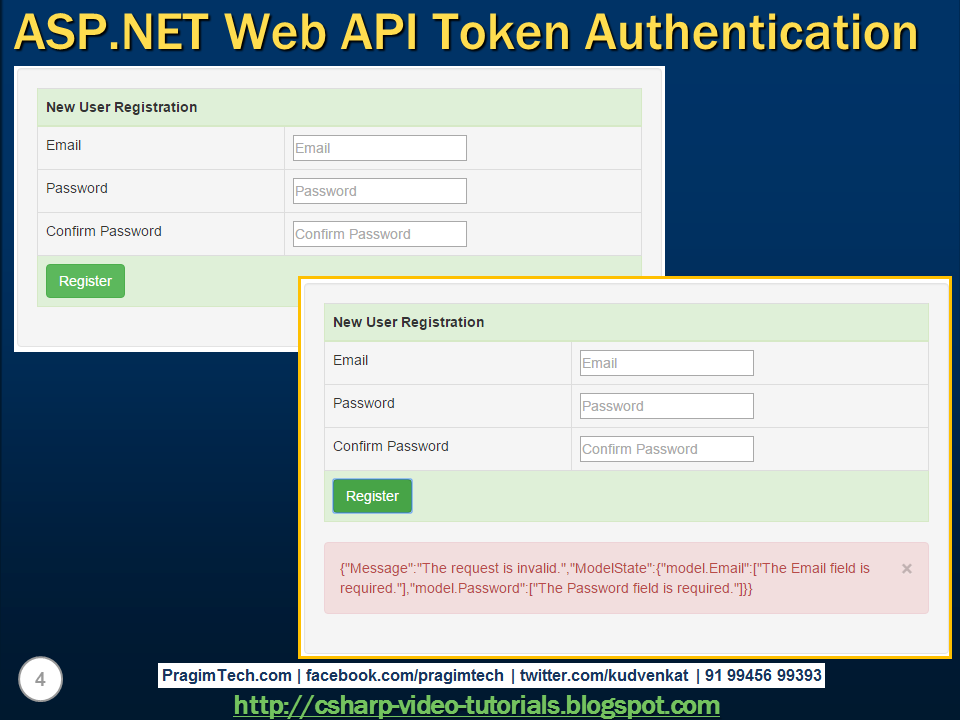 ASP.NET Web API Token Authentication
New User Registration
Email
Email
Password
Password
Confirm Password
Confirm Password
Register
New User Registration
Email
Email
Password
Password
Confirm Password
Confirm Password
Register
{"Message":"The request is invalid.","ModelState":{"model.Email":["The Email field is
required."],"model.Password":["The Password field is required."]}}
×
4
PragimTech.com | facebook.com/pragimtech | twitter.com/kudvenkat | 91 99456 99393
http://csharp-video-tutorials.blogspot.com